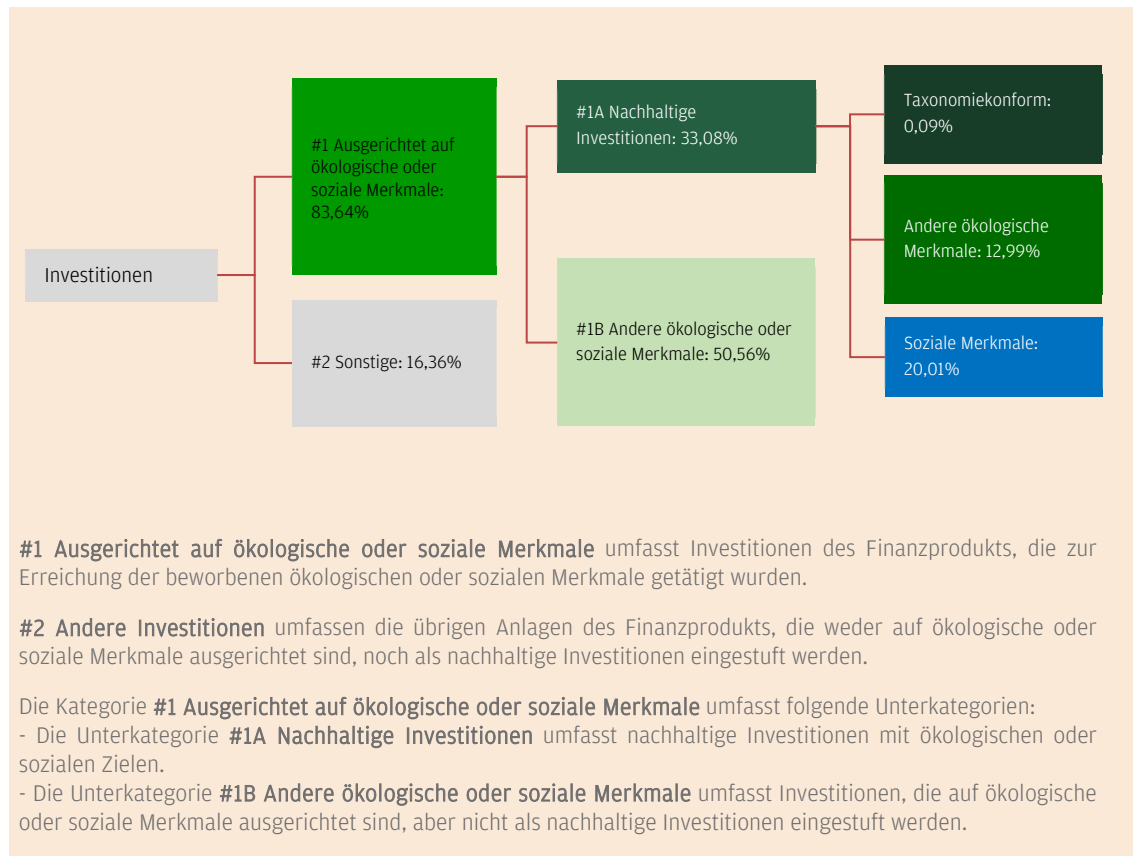 Investitionen
#1 Ausgerichtet auf
ökologische oder
soziale Merkmale:
83,64%
#2 Sonstige: 16,36%
#1A Nachhaltige
Investitionen: 33,08%
#1B Andere ökologische oder
soziale Merkmale: 50,56%
Taxonomiekonform:
0,09%
Andere ökologische
Merkmale: 12,99%
Soziale Merkmale:
20,01%
#1 Ausgerichtet auf ökologische oder soziale Merkmale umfasst Investitionen des Finanzprodukts, die zur
Erreichung der beworbenen ökologischen oder sozialen Merkmale getätigt wurden.
#2 Andere Investitionen umfassen die übrigen Anlagen des Finanzprodukts, die weder auf ökologische oder
soziale Merkmale ausgerichtet sind, noch als nachhaltige Investitionen eingestuft werden.
Die Kategorie #1 Ausgerichtet auf ökologische oder soziale Merkmale umfasst folgende Unterkategorien:
- Die Unterkategorie #1A Nachhaltige Investitionen umfasst nachhaltige Investitionen mit ökologischen oder
sozialen Zielen.
- Die Unterkategorie #1B Andere ökologische oder soziale Merkmale umfasst Investitionen, die auf ökologische
oder soziale Merkmale ausgerichtet sind, aber nicht als nachhaltige Investitionen eingestuft werden.